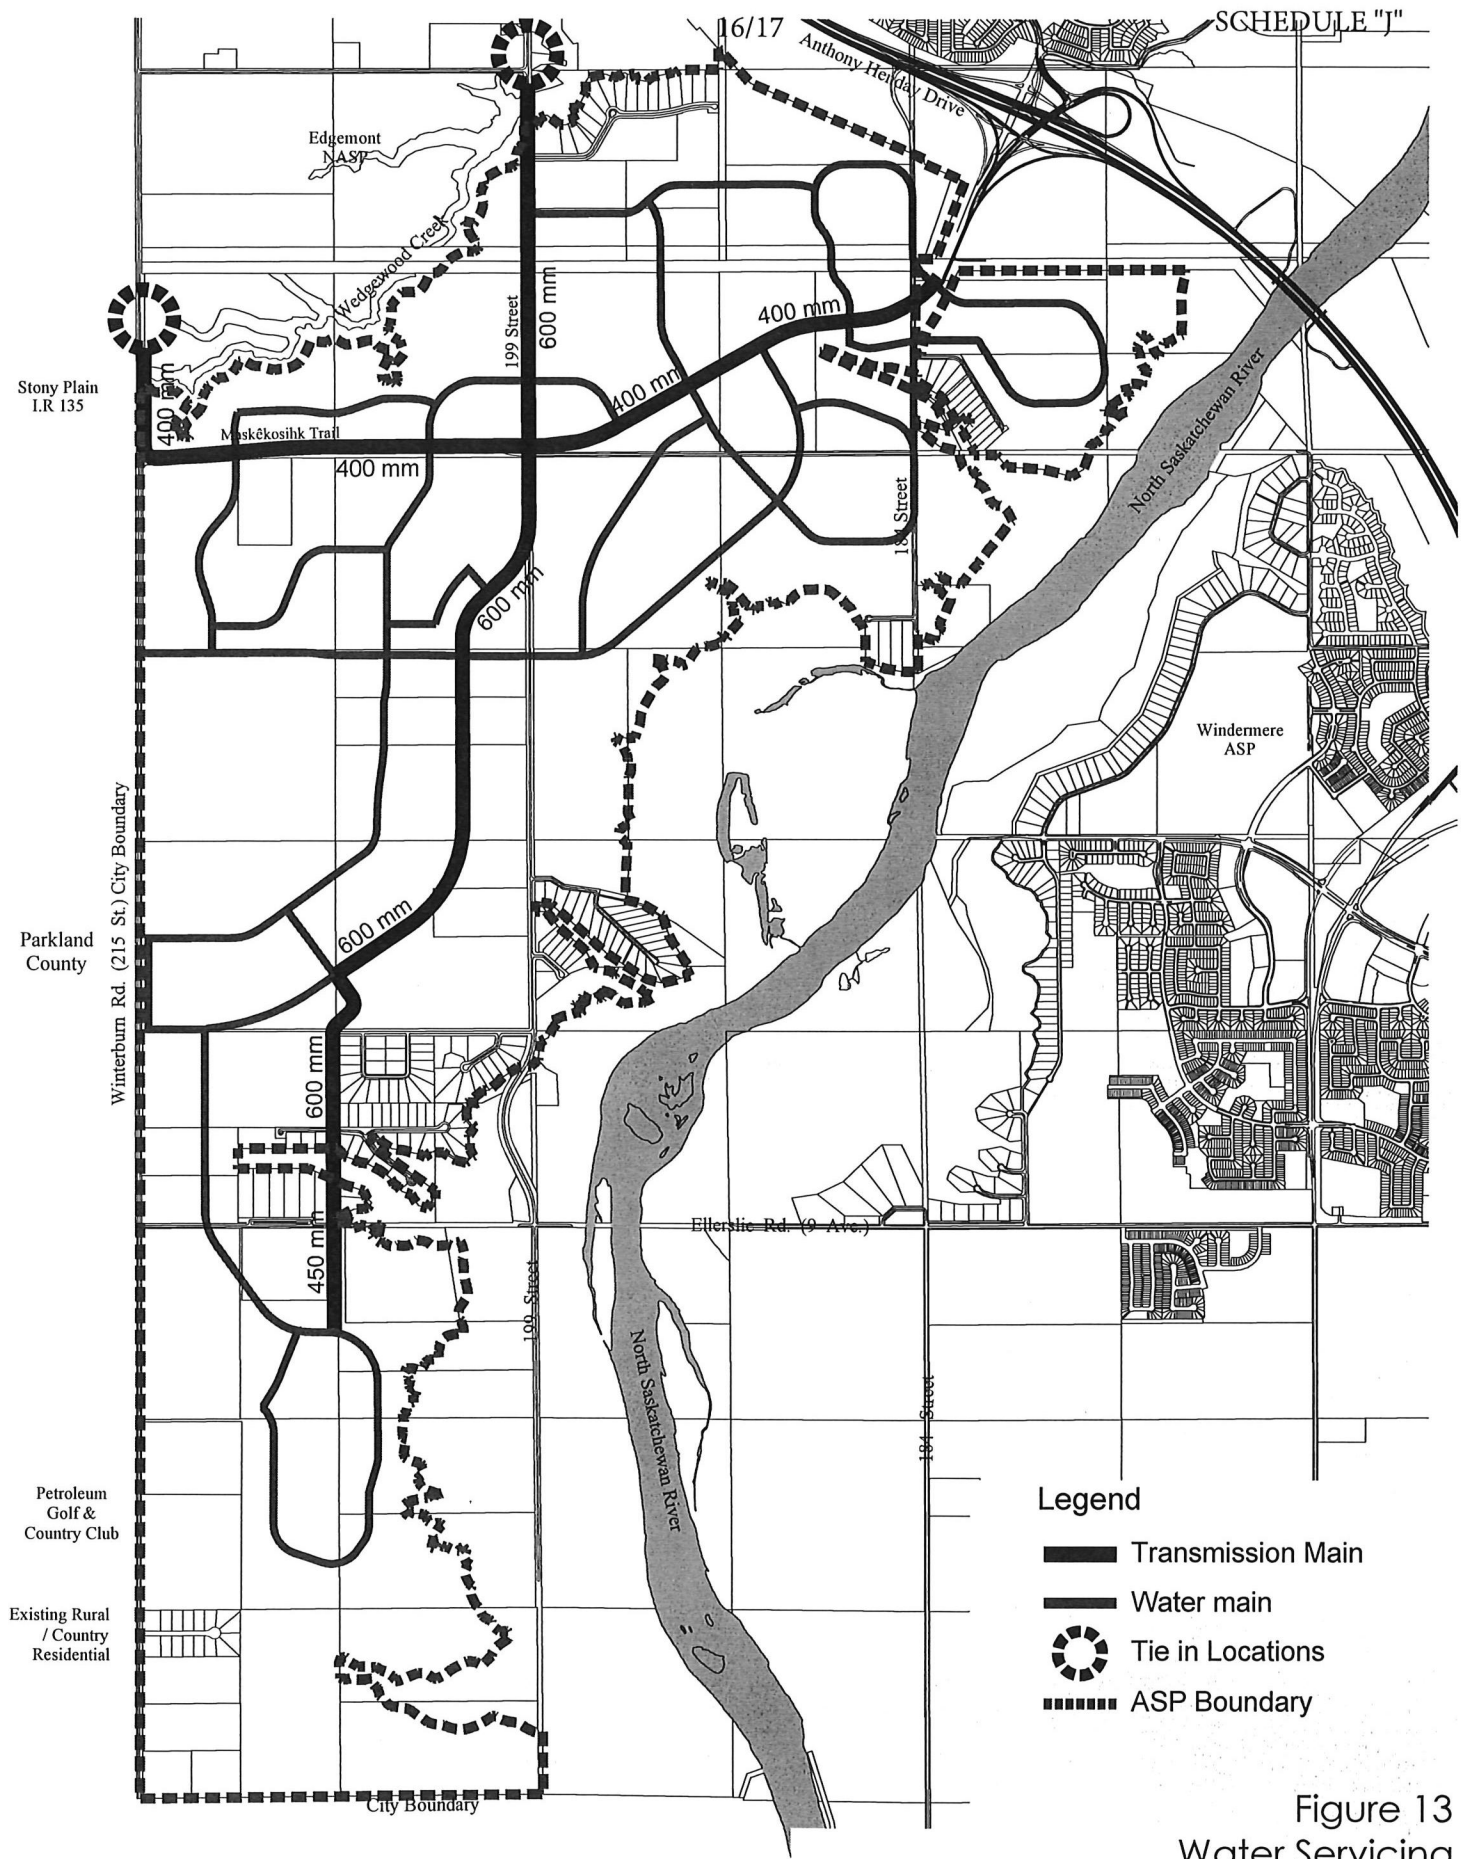 16/17
SCHEDULE "J"
Anthony Henday Drive
Edgemont
NASP
Wedgewood Creek
199 Street
600 mm
400 mm
Stony Plain
I.R 135
400 mm
400 mm
Maskêkosihk Trail
400 mm
North Saskatchewan River
184 Street
600 mm
Windermere
ASP
Winterburn Rd. (215 St.) City Boundary
Parkland
County
600 mm
600 mm
Ellerslie Rd. (9 Ave.)
450 mm
199 Street
North Saskatchewan River
184 Street
Petroleum
Golf &
Country Club
Existing Rural
/ Country
Residential
Legend
Transmission Main
Water main
Tie in Locations
ASP Boundary
City Boundary
Figure 13
Water Servicing